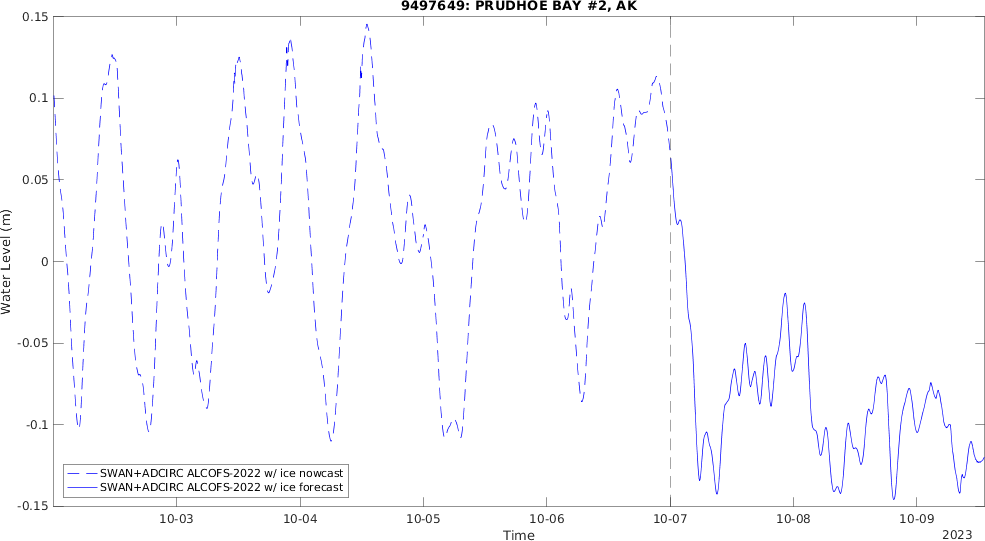 9497649: PRUDHOE BAY #2, AK
0.15
0.1
0.05
0
-0.05
-0.1
-0.15
Water Level (m)
SWAN+ADCIRC ALCOFS-2022 w/ ice nowcast
SWAN+ADCIRC ALCOFS-2022 w/ ice forecast
10-03 10-04 10-05 10-06 10-07 10-08 10-09
Time
2023